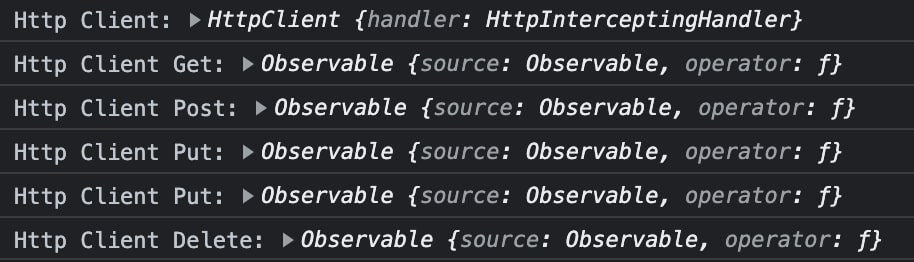 Http Client: ▶HttpClient {handler: HttpInterceptingHandler}
Http Client Get: ▶Observable {source: Observable, operator: ƒ}
Http Client Post: ▶Observable {source: Observable, operator: ƒ}
Http Client Put: ▶Observable {source: Observable, operator: ƒ}
Http Client Put: ▶Observable {source: Observable, operator: ƒ}
Http Client Delete: ▶Observable {source: Observable, operator: ƒ}